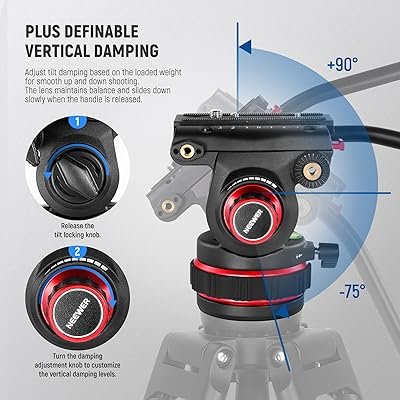 PLUS DEFINABLE
VERTICAL DAMPING
Adjust tilt damping based on the loaded weight
for smooth up and down shooting.
The lens maintains balance and slides down
slowly when the handle is released.
+90°
1
Release the
tilt locking knob.
NEEWER
-75°
2
NEEWER
Turn the damping
adjustment knob to customize
the vertical damping levels.